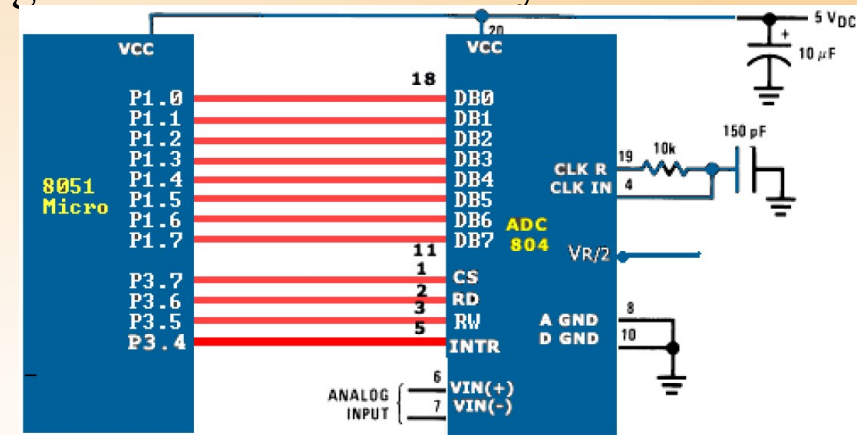 5 VDC
20
VCC
VCC
+
10 µF
18
P1.0
DB0
P1.1
DB1
P1.2
DB2
P1.3
DB3
P1.4
DB4
P1.5
DB5
P1.6
DB6
P1.7
DB7
8051
Micro
ADC
804
150 pF
19
10k
CLK R
CLK IN
4
VR/2
11
1
P3.7
CS
2
P3.6
RD
3
P3.5
RW
5
P3.4
INTR
A GND
8
D GND
10
ANALOG
INPUT
6
VIN(+)
7
VIN(-)